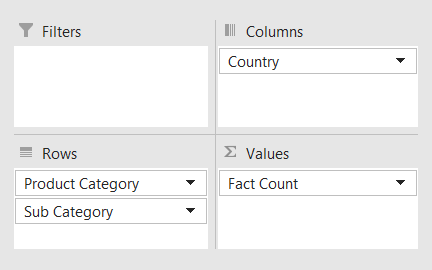 Filters
Columns
Country
Rows
Product Category
Sub Category
Values
Fact Count